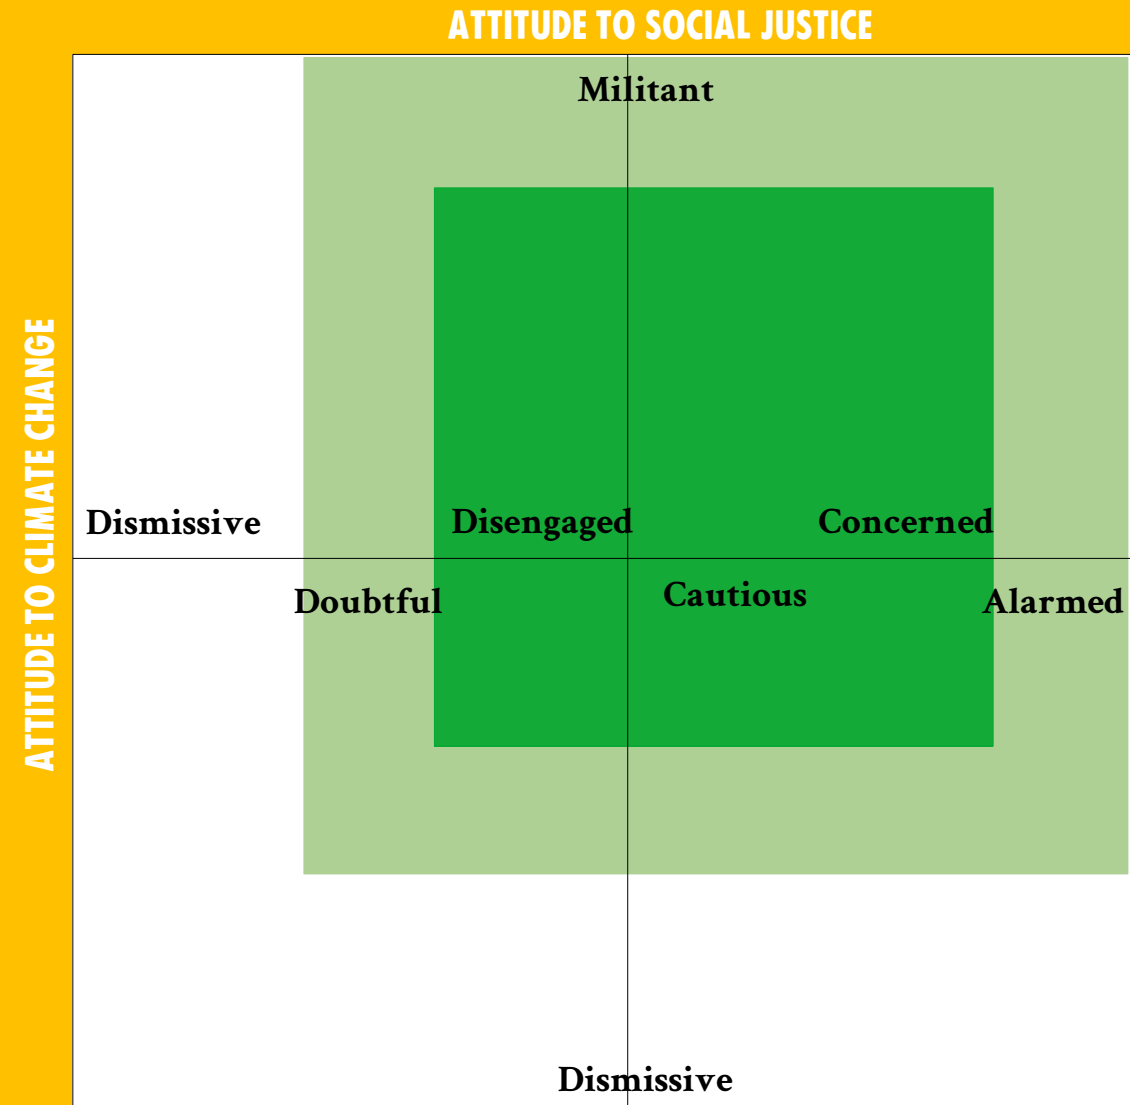 ATTITUDE TO SOCIAL JUSTICE
Militant
ATTITUDE TO CLIMATE CHANGE
Dismissive
Disengaged
Concerned
Doubtful
Cautious
Alarmed
Dismissive